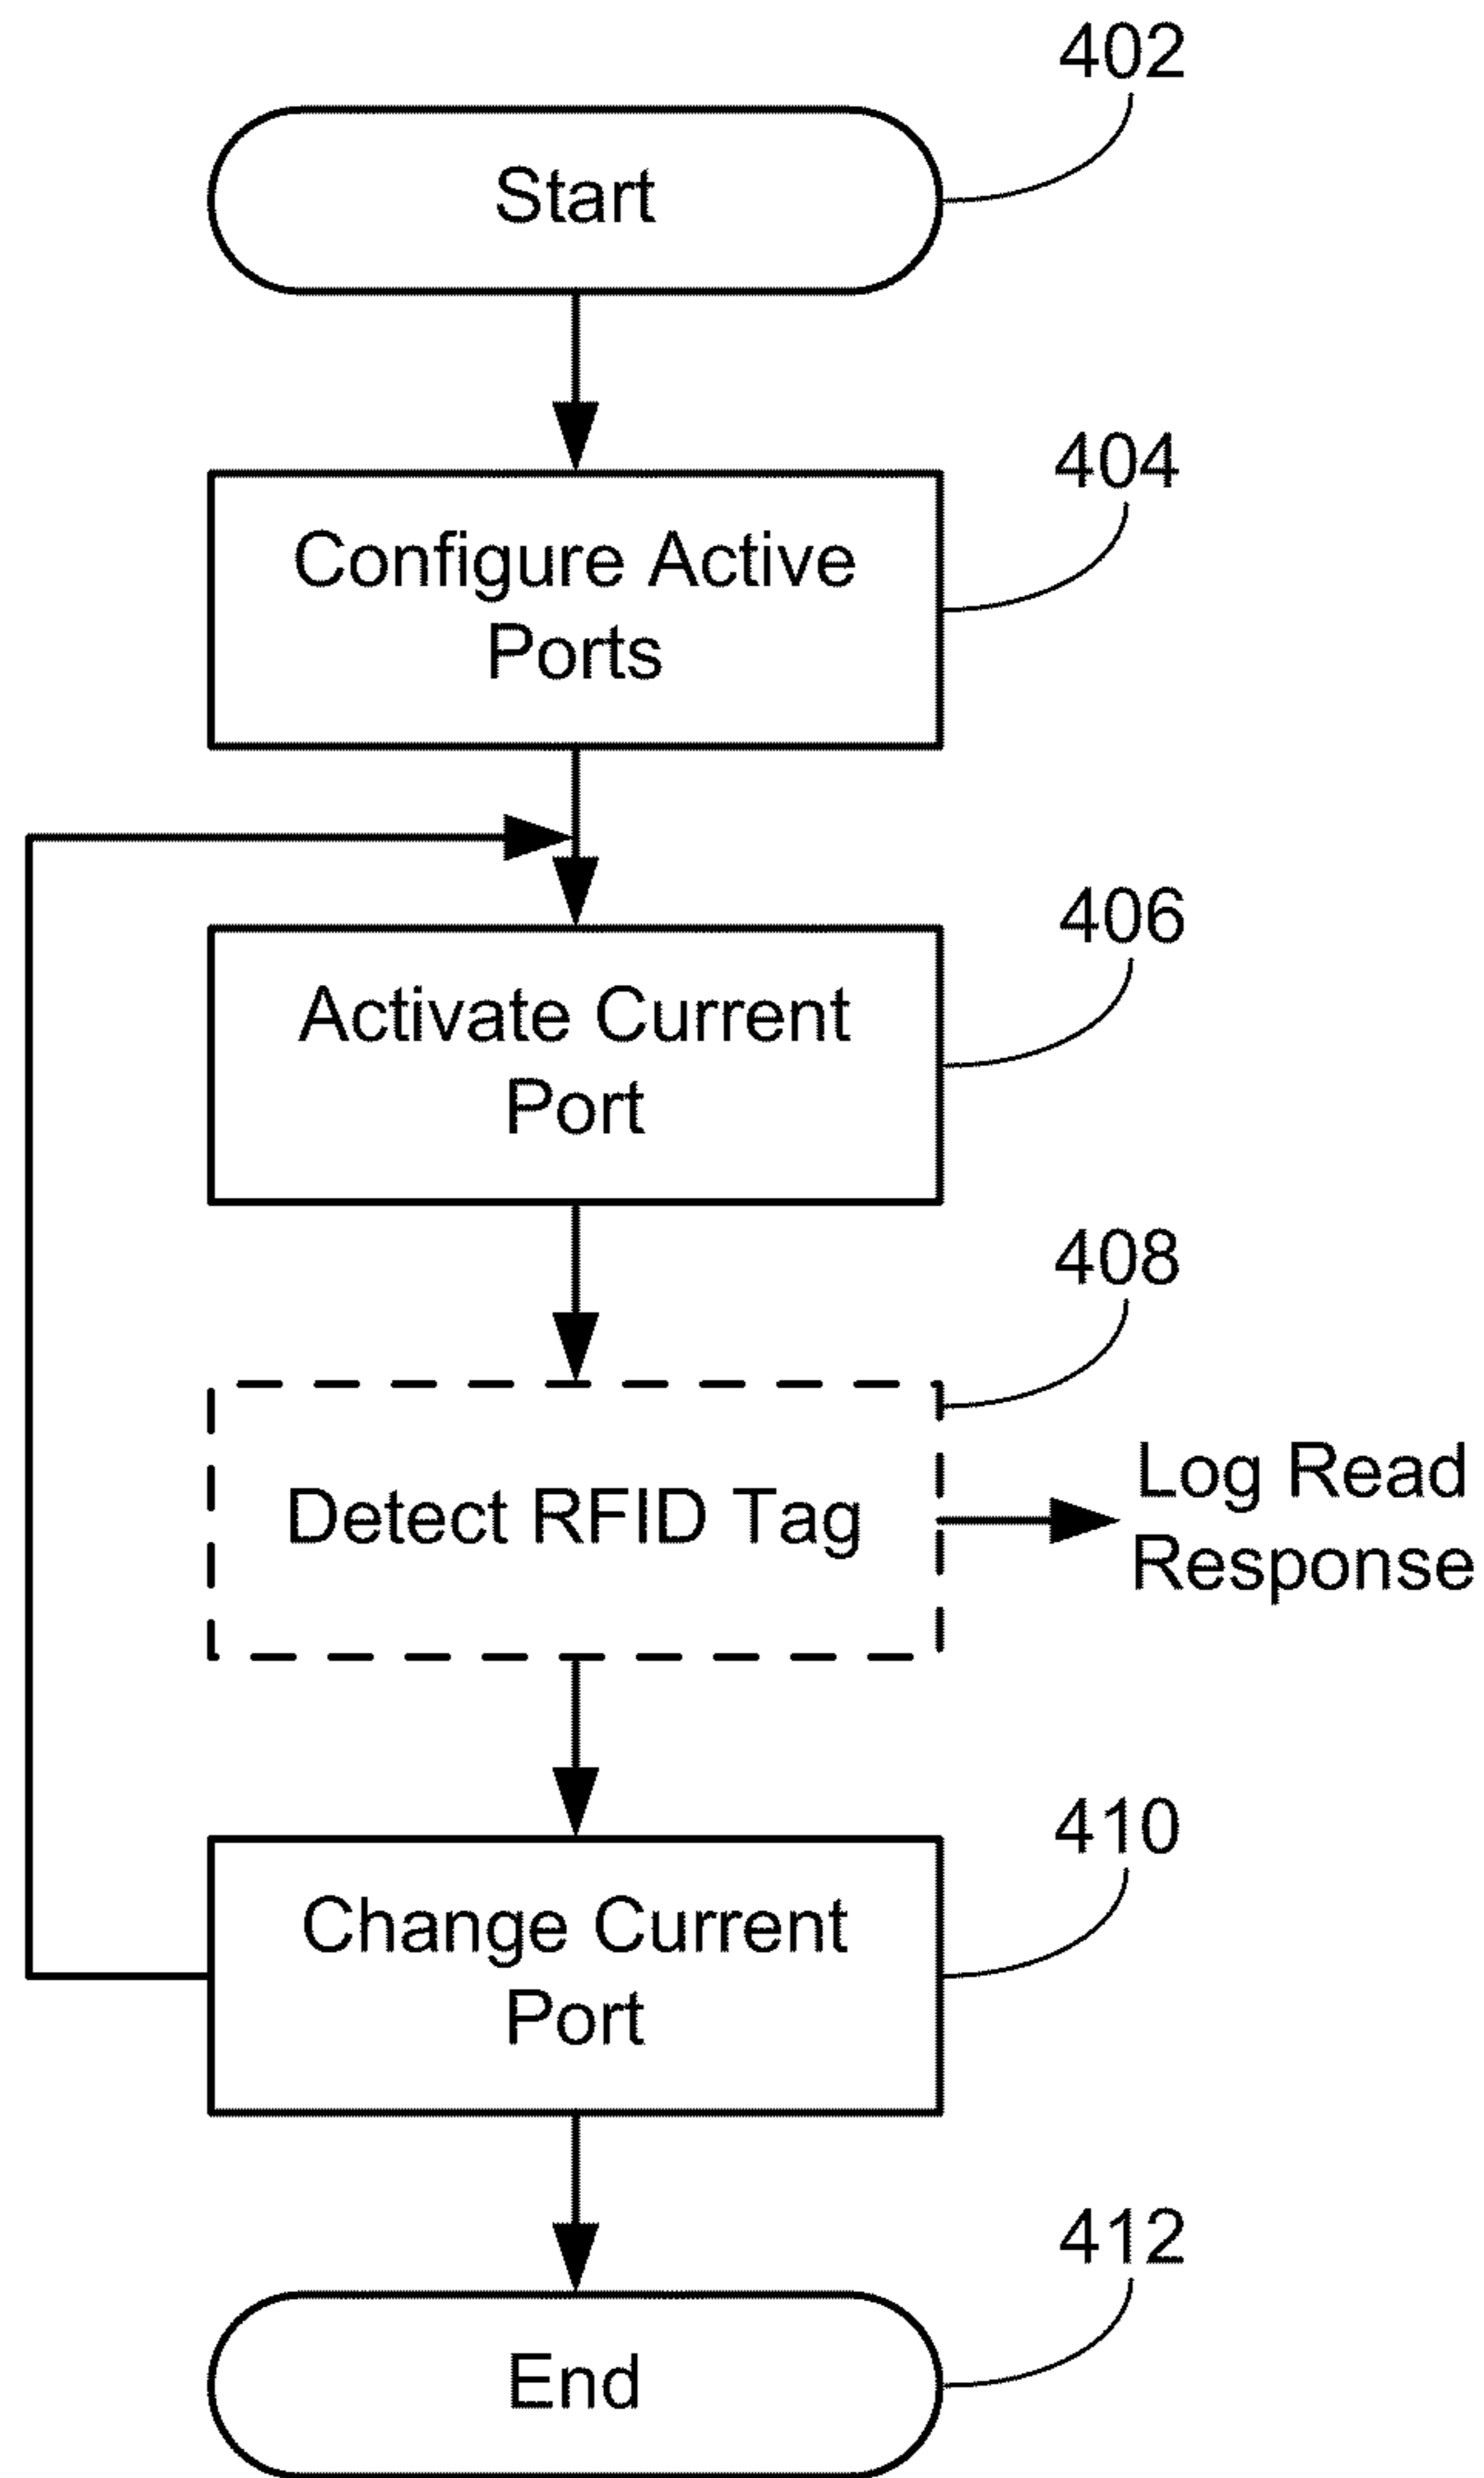 402
Start
404
Configure Active
Ports
406
Activate Current
Port
408
Detect RFID Tag
Log Read
Response
410
Change Current
Port
412
End